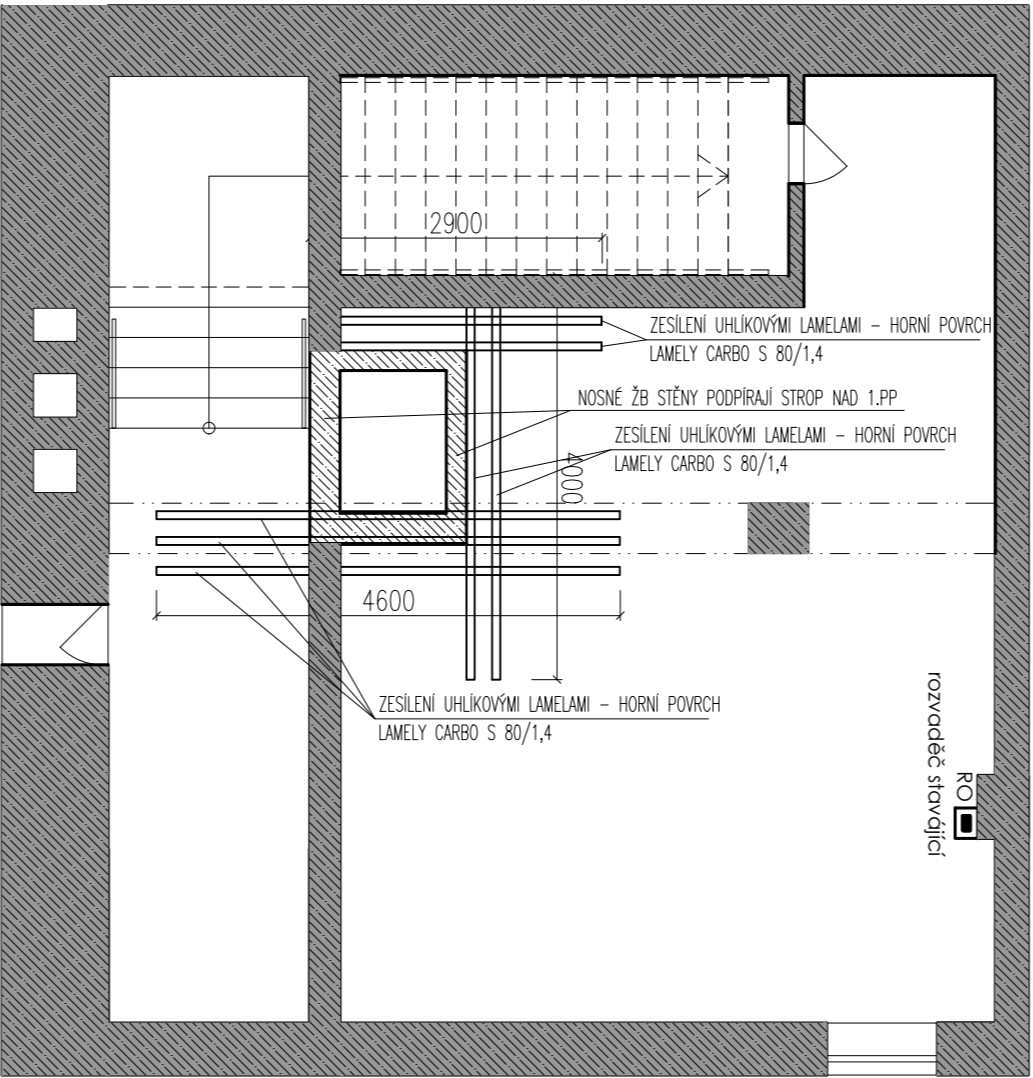 2900
ZESÍLENÍ UHLÍKOVÝMI LAMELAMI – HORNÍ POVRCH
LAMELY CARBO S 80/1,4
NOSNÉ ŽB STĚNY PODPÍRAJÍ STROP NAD 1.PP
ZESÍLENÍ UHLÍKOVÝMI LAMELAMI – HORNÍ POVRCH
LAMELY CARBO S 80/1,4
4000
4600
ZESÍLENÍ UHLÍKOVÝMI LAMELAMI – HORNÍ POVRCH
LAMELY CARBO S 80/1,4
RO
rozvaděč stavájící